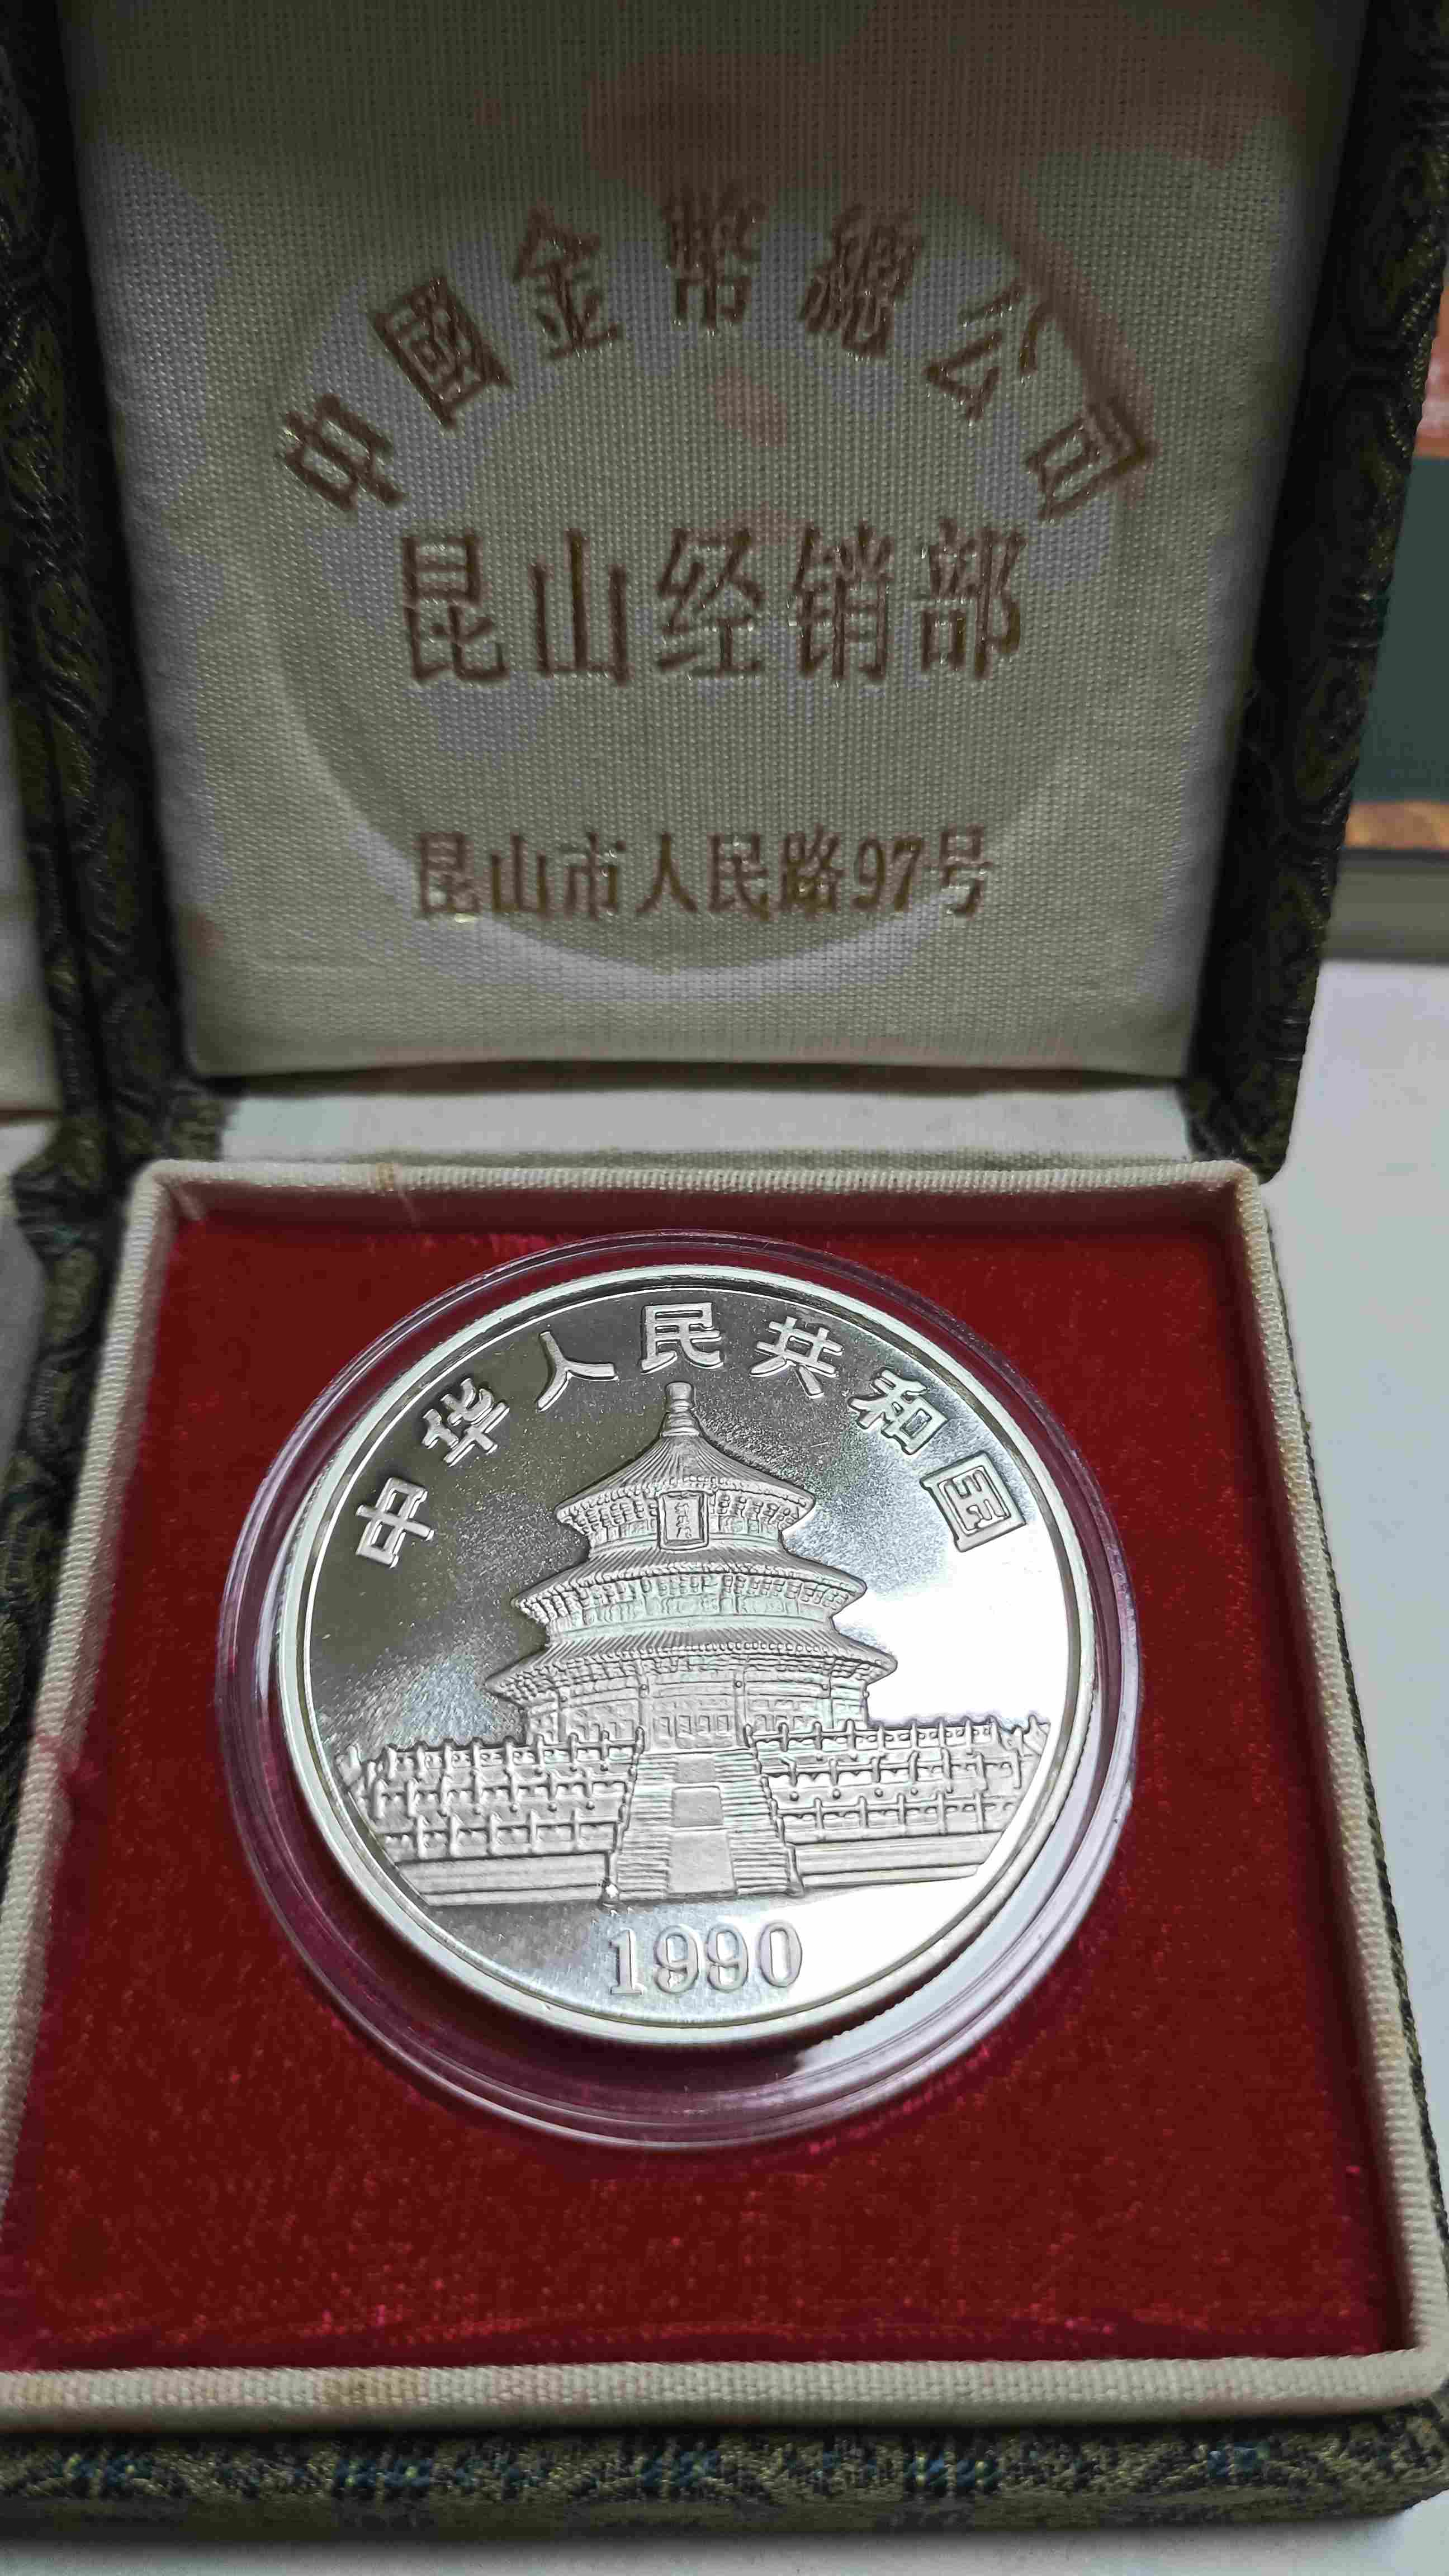 中國金幣總公司
昆山经销部
昆山市人民路97号
中华人民共和国
1990